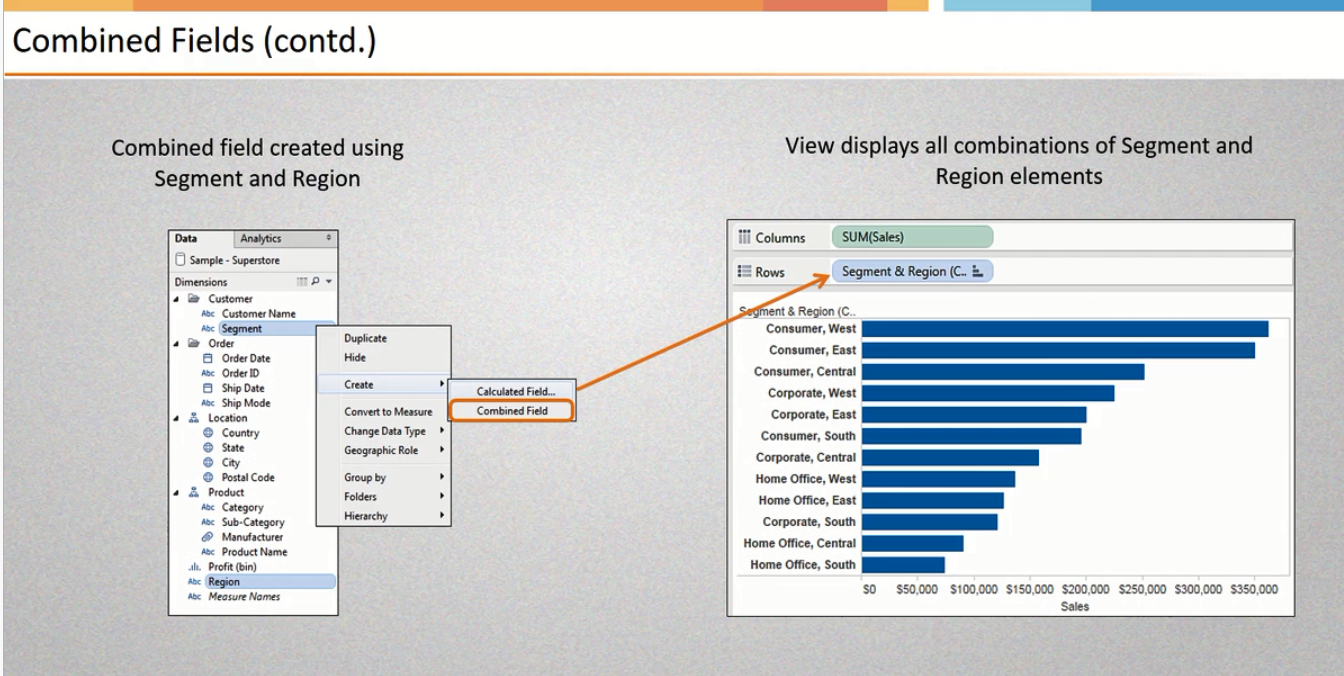 Combined Fields (contd.)
Combined field created using
Segment and Region
Data
Analytics
Sample - Superstore
Dimensions
Customer
Abc Customer Name
Abc Segment
Order
Order Date
Abc Order ID
Ship Date
Abc Ship Mode
Location
Country
State
City
Postal Code
Product
Abc Category
Abc Sub-Category
Manufacturer
Abc Product Name
Profit (bin)
Abc Region
Abc Measure Names
Duplicate
Hide
Create
Convert to Measure
Change Data Type
Geographic Role
Group by
Folders
Hierarchy
Calculated Field...
Combined Field
View displays all combinations of Segment and
Region elements
Columns
SUM(Sales)
Rows
Segment & Region (C..
Segment & Region (C..
Consumer, West
Consumer, East
Consumer, Central
Corporate, West
Corporate, East
Consumer, South
Corporate, Central
Home Office, West
Home Office, East
Corporate, South
Home Office, Central
Home Office, South
$0 $50,000 $100,000 $150,000 $200,000 $250,000 $300,000 $350,000
Sales